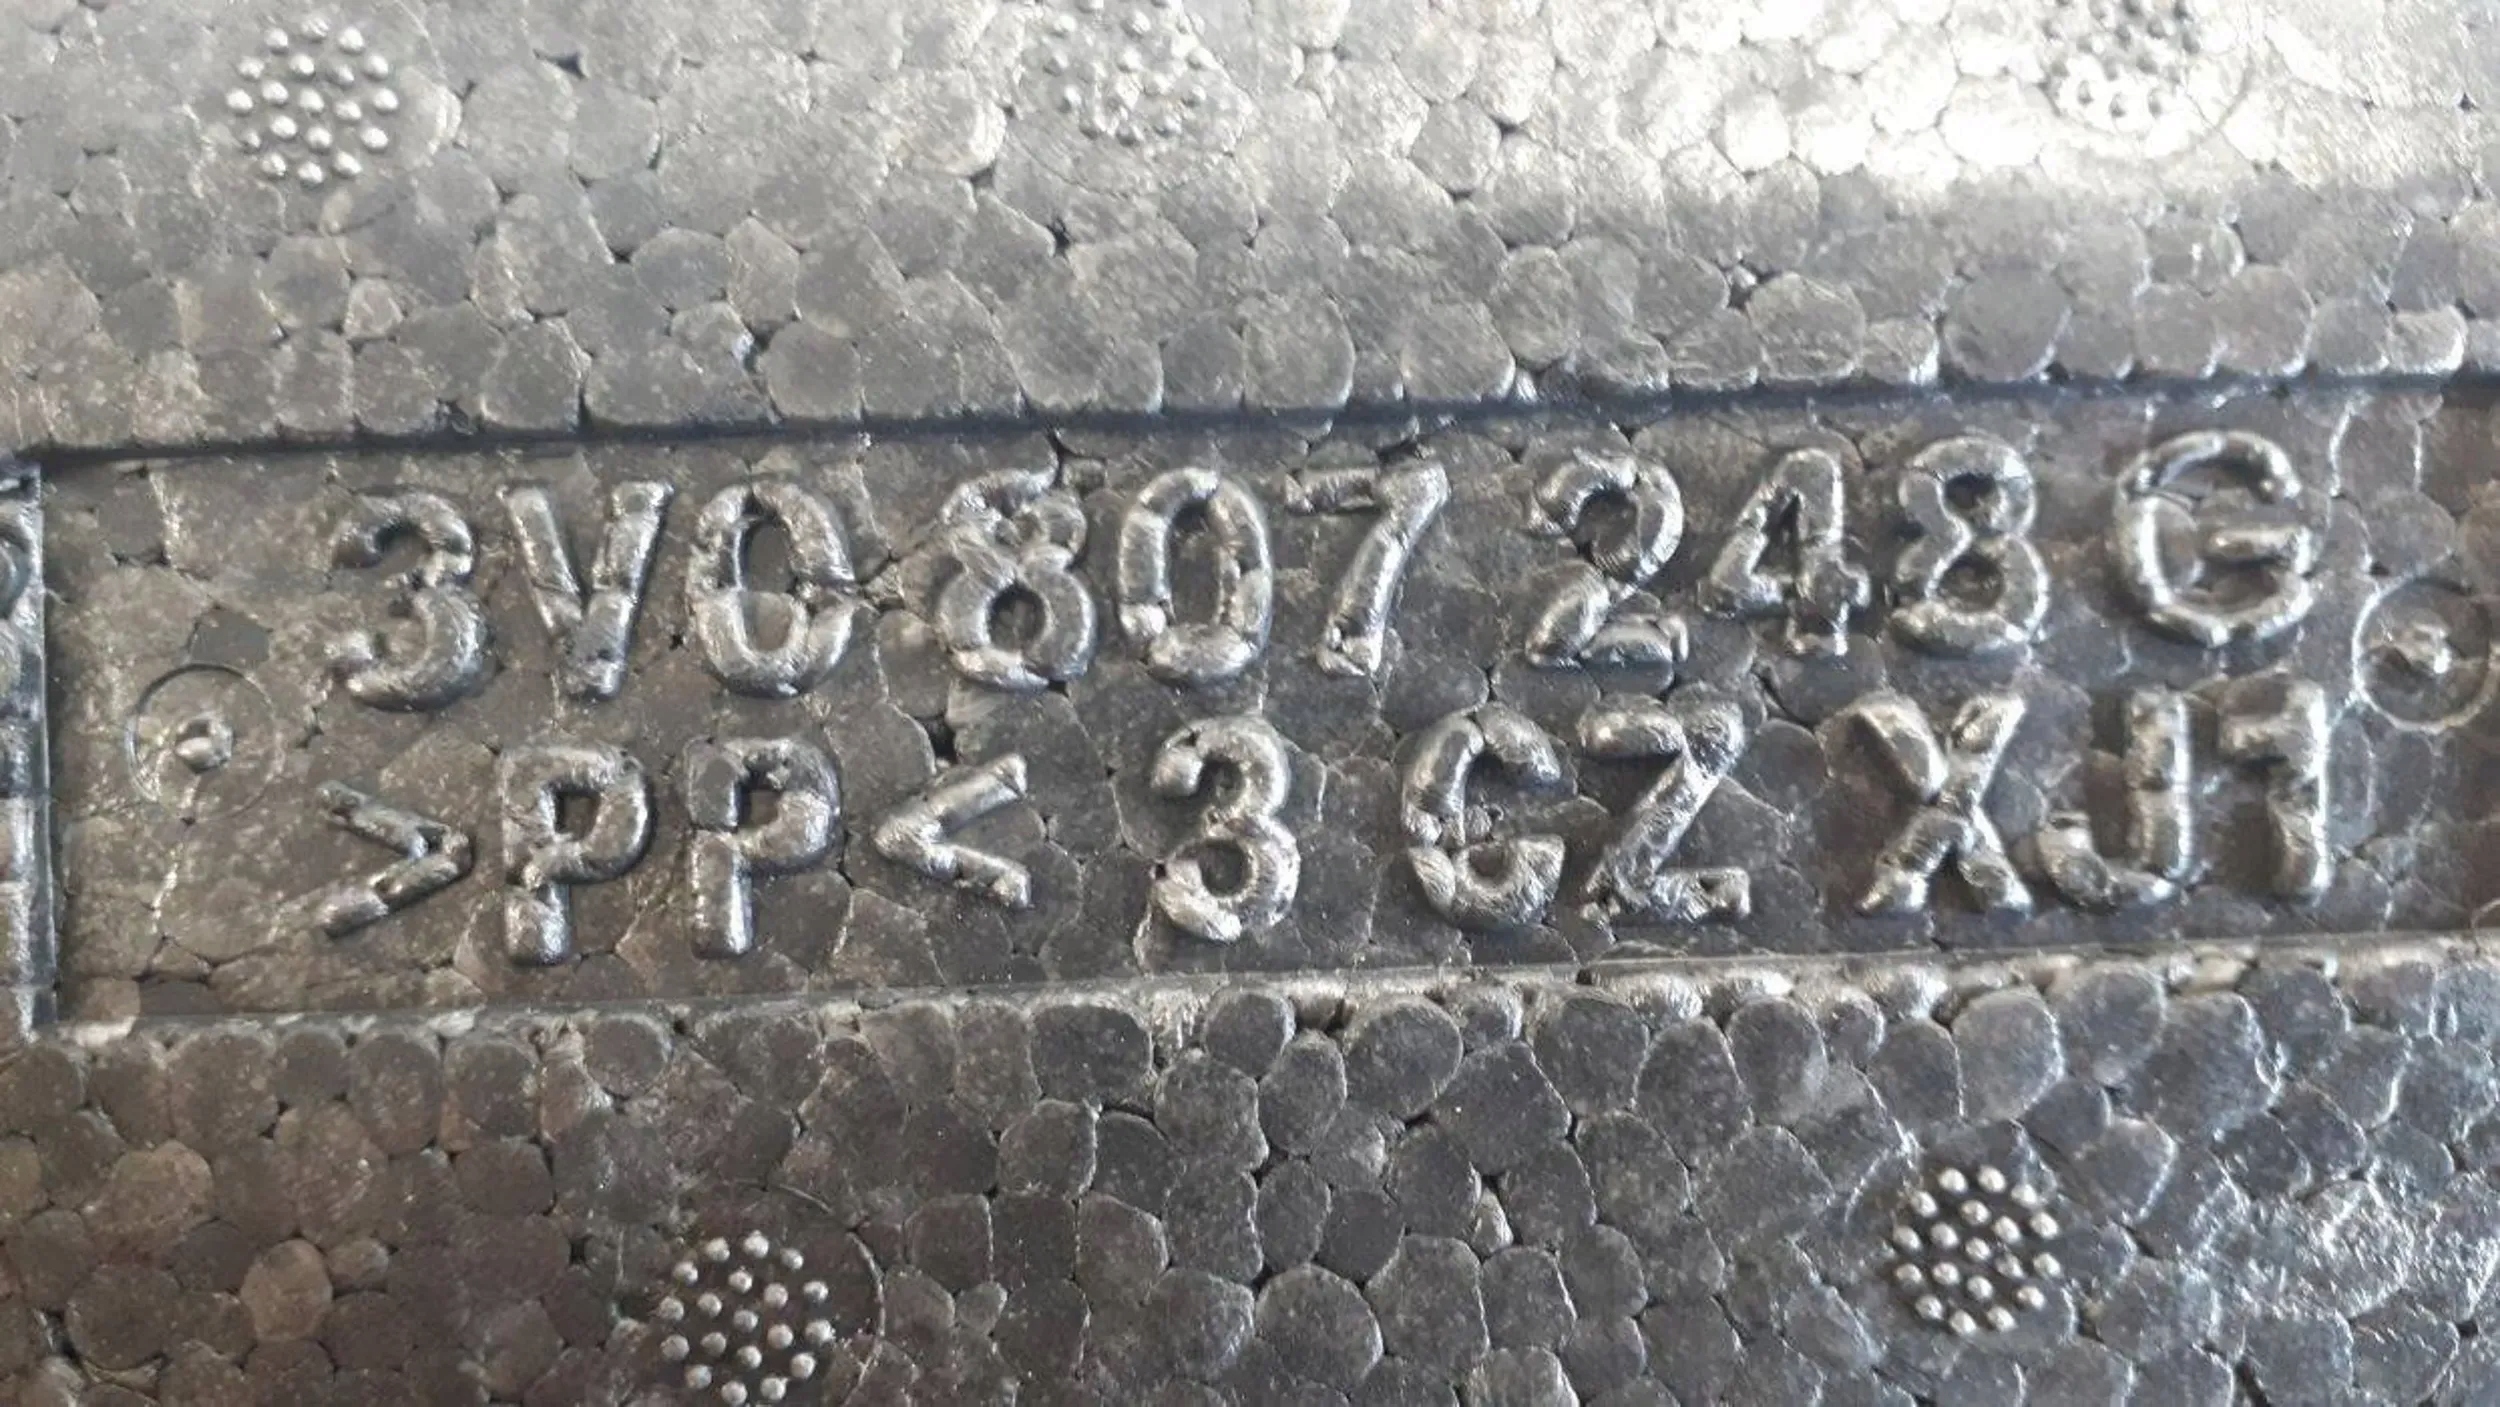 3V0 807 248 G
>PP< 3 GZ XJ1